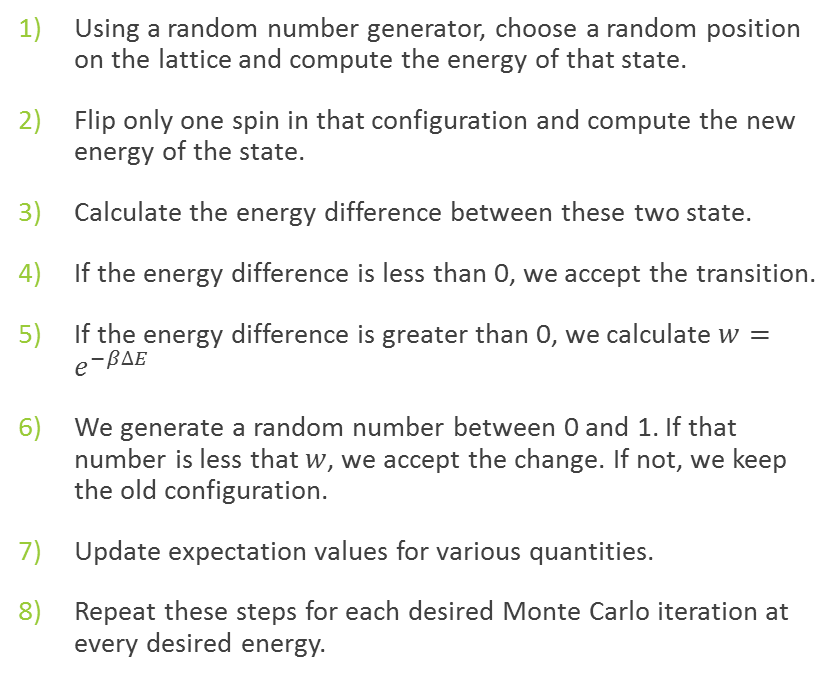 1) Using a random number generator, choose a random position
on the lattice and compute the energy of that state.
2) Flip only one spin in that configuration and compute the new
energy of the state.
3) Calculate the energy difference between these two state.
4) If the energy difference is less than 0, we accept the transition.
5) If the energy difference is greater than 0, we calculate 𝑤 =
𝑒^{−𝛽Δ𝐸}
6) We generate a random number between 0 and 1. If that
number is less that 𝑤, we accept the change. If not, we keep
the old configuration.
7) Update expectation values for various quantities.
8) Repeat these steps for each desired Monte Carlo iteration at
every desired energy.